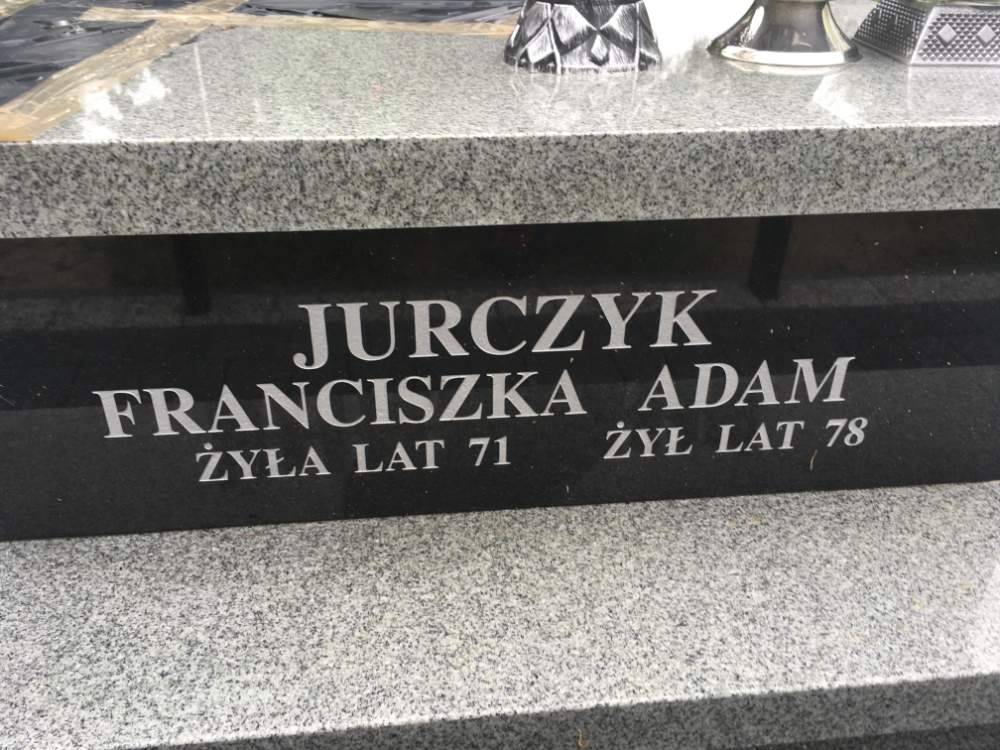 JURCZYK
FRANCISZKA ADAM
ŻYŁA LAT 71 ŻYŁ LAT 78